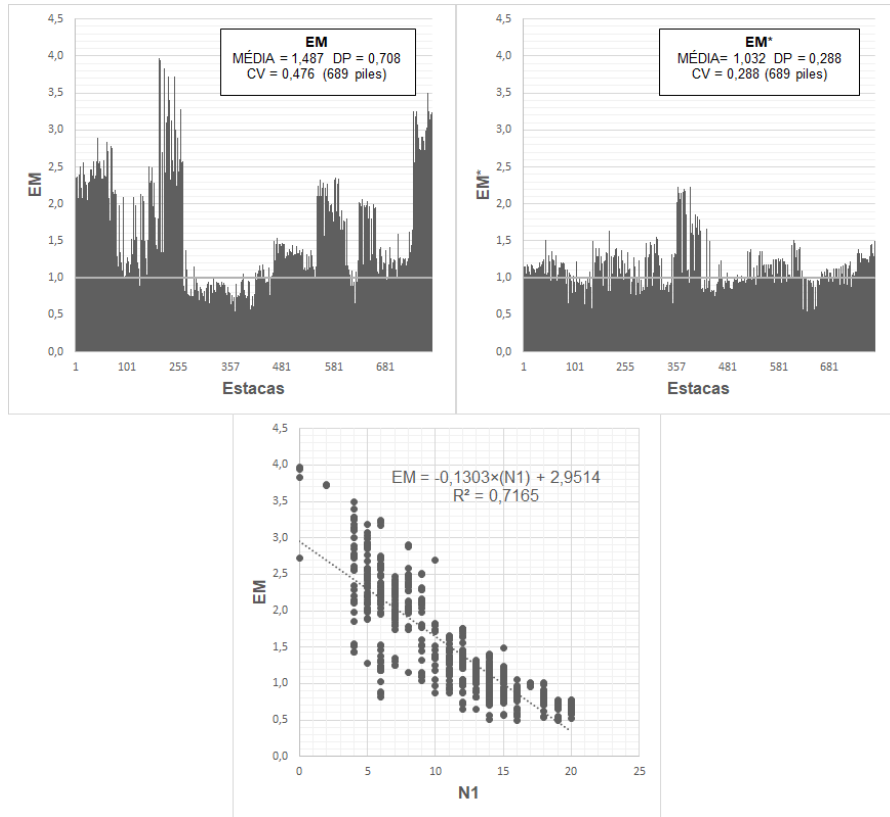 4,5
4,0
3,5
3,0
2,5
2,0
1,5
1,0
0,5
0,0
EM
EM
MÉDIA = 1,487 DP = 0,708
CV = 0,476 (689 piles)
1 101 255 357 481 581 681
Estacas
4,5
4,0
3,5
3,0
2,5
2,0
1,5
1,0
0,5
0,0
EM*
EM*
MÉDIA= 1,032 DP = 0,288
CV = 0,288 (689 piles)
1 101 255 357 481 581 681
Estacas
4,5
4,0
3,5
3,0
2,5
2,0
1,5
1,0
0,5
0,0
EM
EM = -0,1303×(N1) + 2,9514
R² = 0,7165
0 5 10 15 20 25
N1